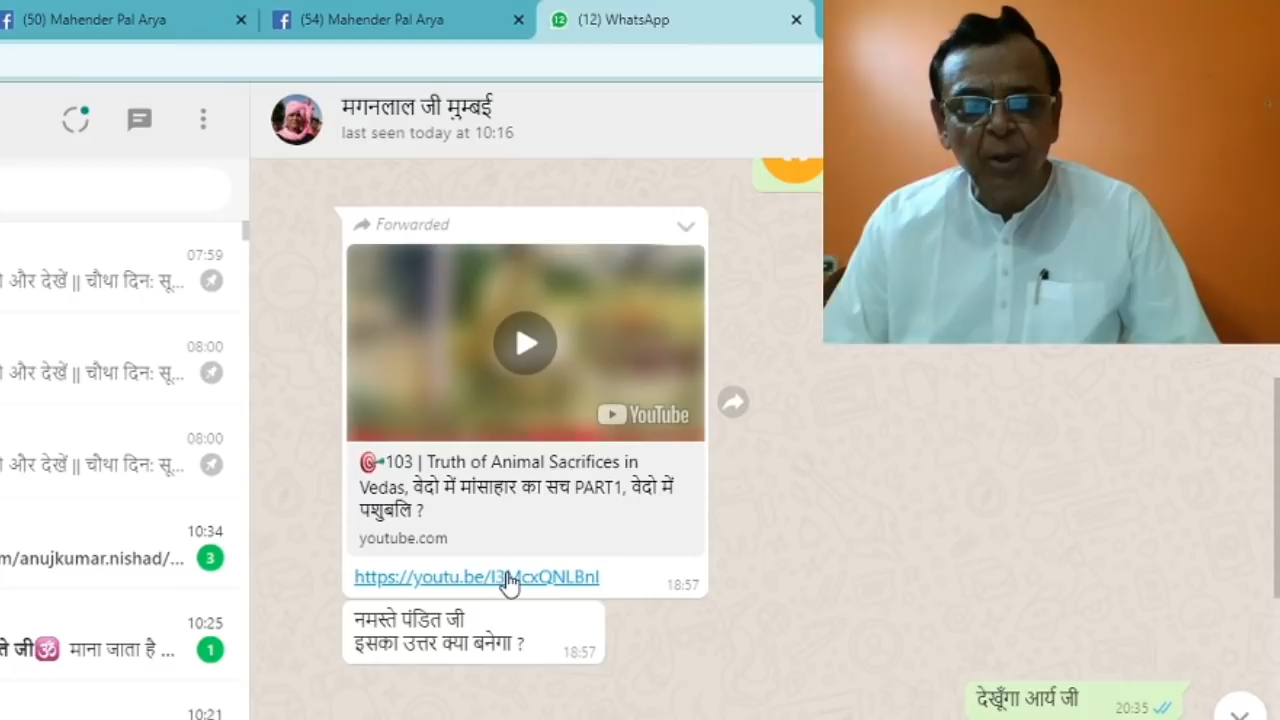 (50) Mahender Pal Arya
(54) Mahender Pal Arya
12
(12) WhatsApp
मगनलाल जी मुम्बई
last seen today at 10:16
Forwarded
YouTube
103 | Truth of Animal Sacrifices in
Vedas, वेदो में मांसाहार का सच PART1, वेदो में
पशुबलि ?
youtube.com
18:57
नमस्ते पंडित जी
इसका उत्तर क्या बनेगा ?
18:57
देखूँगा आर्य जी
20:35
07:59
और देखें || चौथा दिन: सू...
08:00
और देखें || चौथा दिन: सू...
08:00
और देखें || चौथा दिन: सू...
10:34
m/anujkumar.nishad/...
3
10:25
ते जी🕉 माना जाता है ...
1
10:21